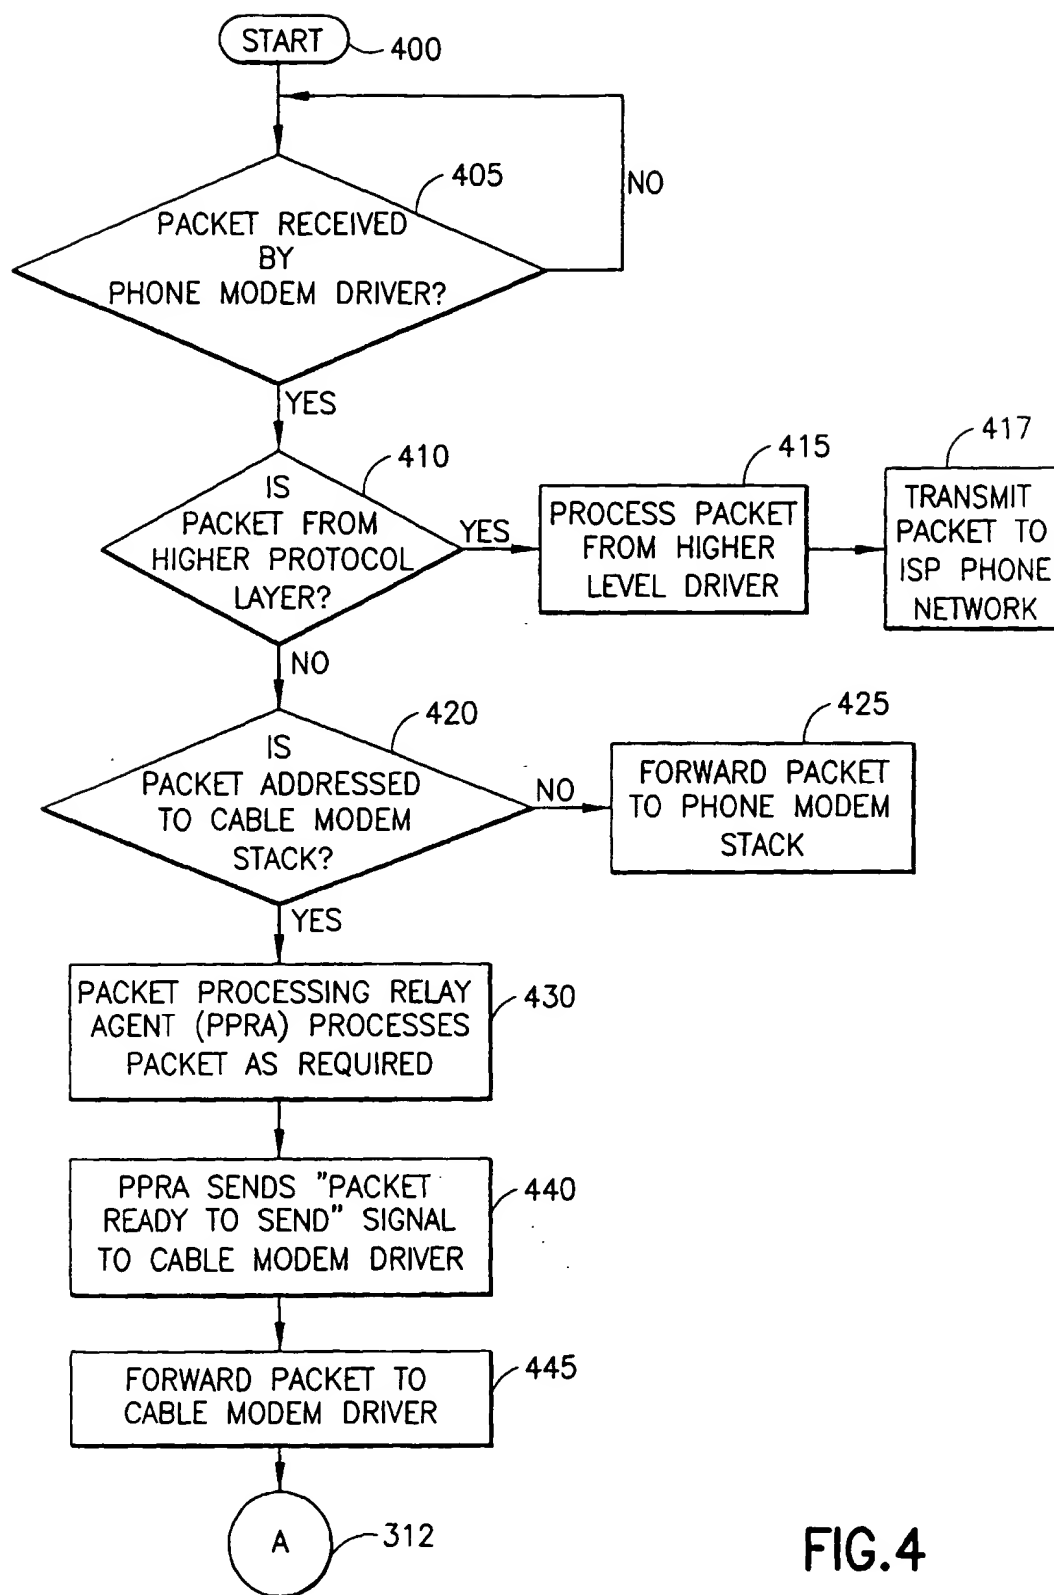 START
400
405
PACKET RECEIVED
BY
PHONE MODEM DRIVER?
NO
YES
410
IS
PACKET FROM
HIGHER PROTOCOL
LAYER?
YES
415
PROCESS PACKET
FROM HIGHER
LEVEL DRIVER
417
TRANSMIT
PACKET TO
ISP PHONE
NETWORK
NO
420
IS
PACKET ADDRESSED
TO CABLE MODEM
STACK?
NO
425
FORWARD PACKET
TO PHONE MODEM
STACK
YES
PACKET PROCESSING RELAY
AGENT (PPRA) PROCESSES
PACKET AS REQUIRED
430
PPRA SENDS "PACKET
READY TO SEND" SIGNAL
TO CABLE MODEM DRIVER
440
FORWARD PACKET TO
CABLE MODEM DRIVER
445
A
312
FIG.4